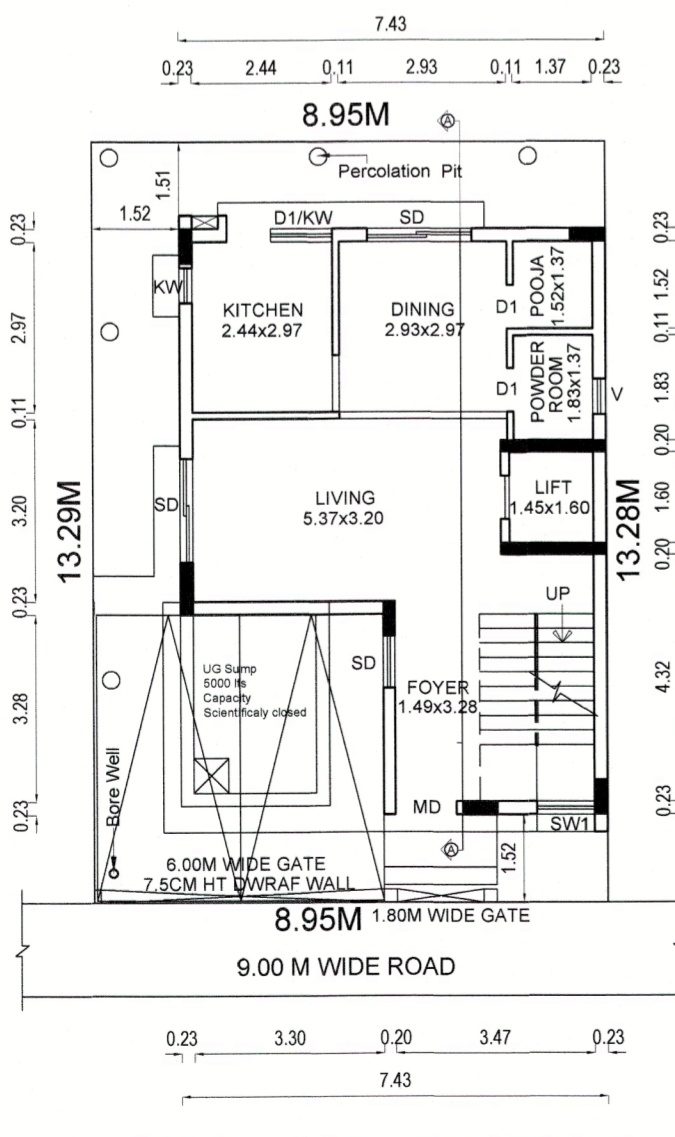 7.43
0.23 2.44 0.11 2.93 0.11 1.37 0.23
8.95M
A
Percolation Pit
1.51
1.52
D1/KW SD
0.23
2.97
0.11
3.20
0.23
3.28
0.23
0.23
1.52
0.11
1.83
0.20
1.60
0.20
4.32
0.23
KW
KITCHEN
2.44x2.97
DINING
2.93x2.97
D1
POOJA
1.52x1.37
D1
POWDER
ROOM
1.83x1.37
V
13.29M
SD
LIVING
5.37x3.20
LIFT
1.45x1.60
13.28M
UP
UG Sump
5000 lts
Capacity
Scientificaly closed
SD
FOYER
1.49x3.28
Bore Well
MD
SW1
A
1.52
6.00M WIDE GATE
7.5CM HT DWRAF WALL
8.95M 1.80M WIDE GATE
9.00 M WIDE ROAD
0.23 3.30 0.20 3.47 0.23
7.43